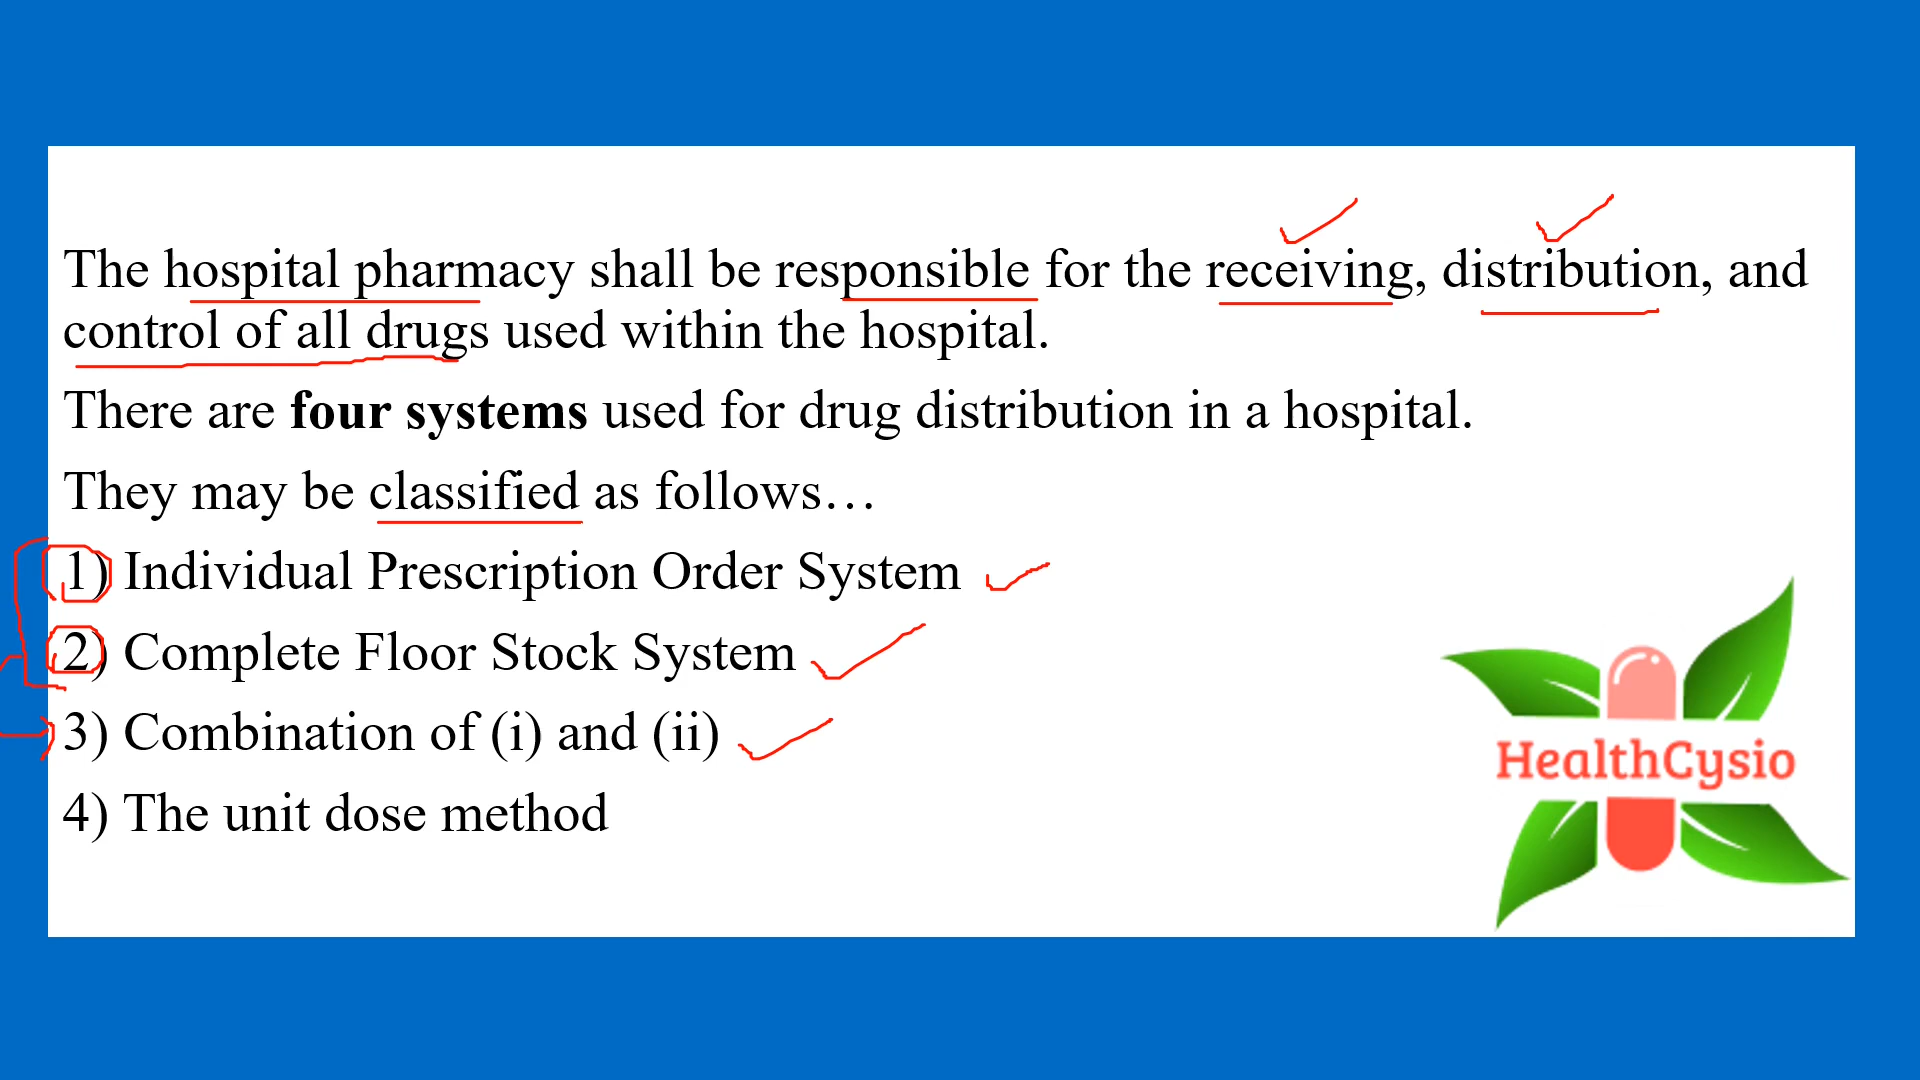 The hospital pharmacy shall be responsible for the receiving, distribution, and
control of all drugs used within the hospital.
There are four systems used for drug distribution in a hospital.
They may be classified as follows…
1) Individual Prescription Order System
2) Complete Floor Stock System
3) Combination of (i) and (ii)
4) The unit dose method
HealthCysio